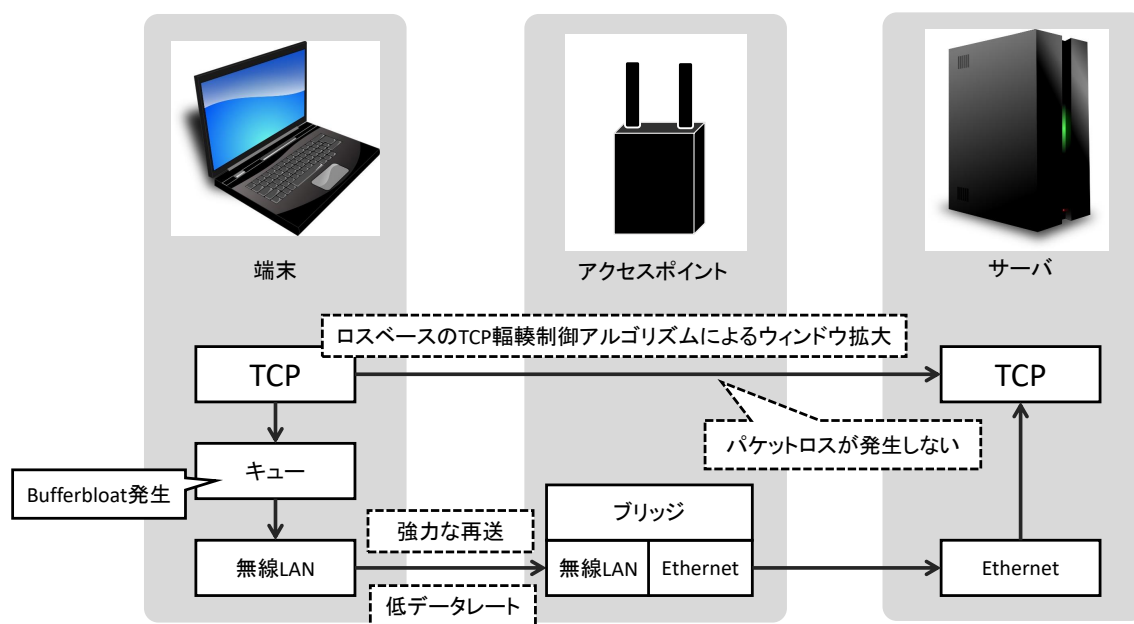 端末
アクセスポイント
サーバ
ロスベースのTCP輻輳制御アルゴリズムによるウィンドウ拡大
TCP
TCP
パケットロスが発生しない
キュー
Bufferbloat発生
ブリッジ
強力な再送
無線LAN
無線LAN
Ethernet
Ethernet
低データレート